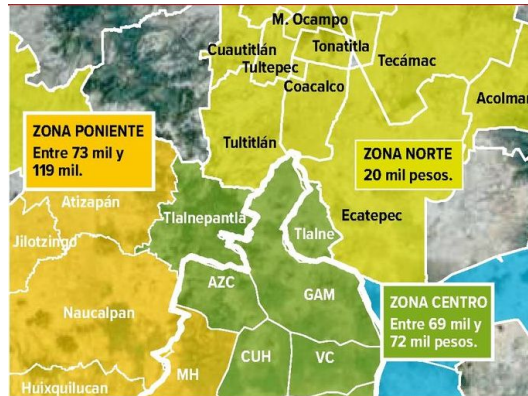 M. Ocampo
Cuautitlán
Tonatitla
Tultepec
Tecámac
Coacalco
Acolman
ZONA PONIENTE
Entre 73 mil y
119 mil.
Tultitlán
ZONA NORTE
20 mil pesos.
Atizapán
Tlalnepantla
Ecatepec
Tlalne
Jilotzingo
AZC
GAM
ZONA CENTRO
Entre 69 mil y
72 mil pesos.
Naucalpan
CUH
VC
MH
Huixquilucan